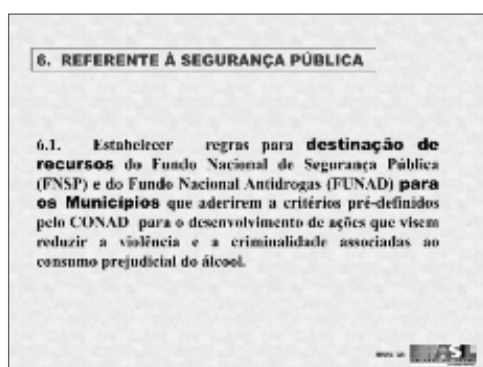 6. REFERENTE À SEGURANÇA PÚBLICA
6.1. Estabelecer regras para destinação de
recursos do Fundo Nacional de Segurança Pública
(FNSP) e do Fundo Nacional Antidrogas (FUNAD) para
os Municípios que aderirem a critérios pré-definidos
pelo CONAD para o desenvolvimento de ações que visem
reduzir a violência e a criminalidade associadas ao
consumo prejudicial do álcool.